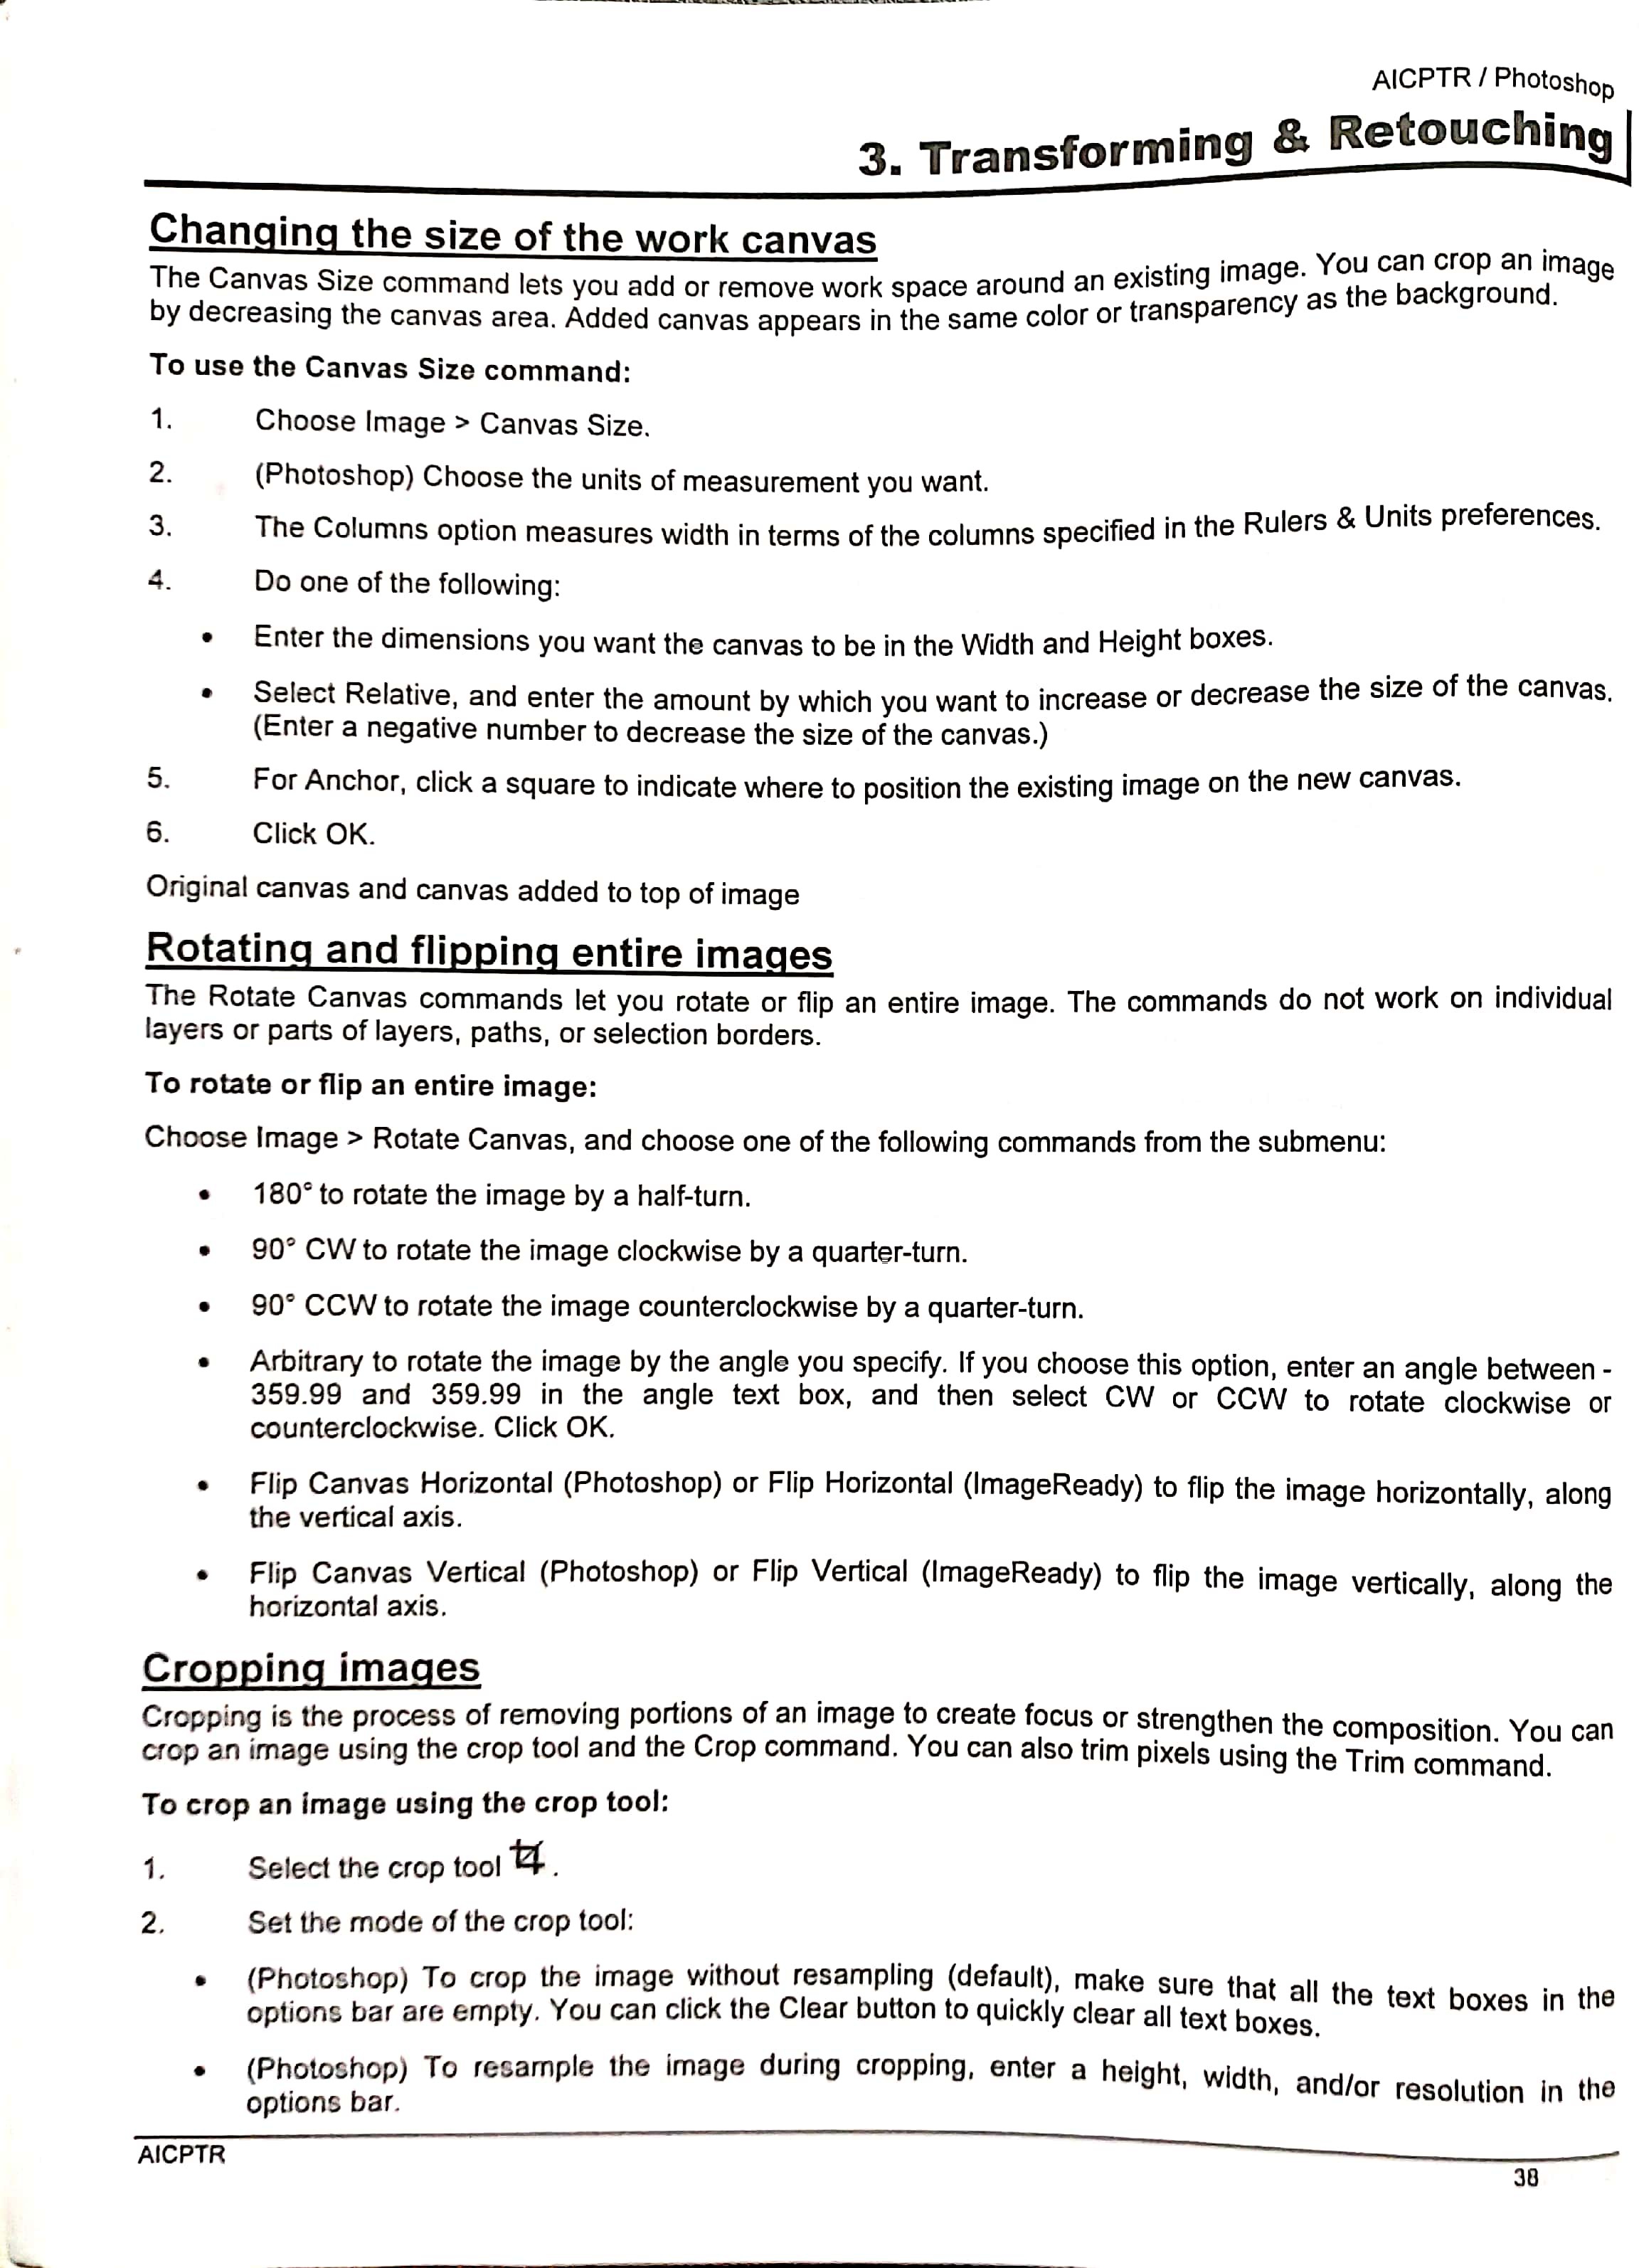 AICPTR / Photoshop
3. Transforming & Retouching
Changing the size of the work canvas
The Canvas Size command lets you add or remove work space around an existing image. You can crop an image
by decreasing the canvas area. Added canvas appears in the same color or transparency as the background.
To use the Canvas Size command:
1. Choose Image > Canvas Size.
2. (Photoshop) Choose the units of measurement you want.
3. The Columns option measures width in terms of the columns specified in the Rulers & Units preferences.
4. Do one of the following:
• Enter the dimensions you want the canvas to be in the Width and Height boxes.
• Select Relative, and enter the amount by which you want to increase or decrease the size of the canvas.
(Enter a negative number to decrease the size of the canvas.)
5. For Anchor, click a square to indicate where to position the existing image on the new canvas.
6. Click OK.
Original canvas and canvas added to top of image
Rotating and flipping entire images
The Rotate Canvas commands let you rotate or flip an entire image. The commands do not work on individual
layers or parts of layers, paths, or selection borders.
To rotate or flip an entire image:
Choose Image > Rotate Canvas, and choose one of the following commands from the submenu:
• 180° to rotate the image by a half-turn.
• 90° CW to rotate the image clockwise by a quarter-turn.
• 90° CCW to rotate the image counterclockwise by a quarter-turn.
• Arbitrary to rotate the image by the angle you specify. If you choose this option, enter an angle between -
359.99 and 359.99 in the angle text box, and then select CW or CCW to rotate clockwise or
counterclockwise. Click OK.
• Flip Canvas Horizontal (Photoshop) or Flip Horizontal (ImageReady) to flip the image horizontally, along
the vertical axis.
• Flip Canvas Vertical (Photoshop) or Flip Vertical (ImageReady) to flip the image vertically, along the
horizontal axis.
Cropping images
Cropping is the process of removing portions of an image to create focus or strengthen the composition. You can
crop an image using the crop tool and the Crop command. You can also trim pixels using the Trim command.
To crop an image using the crop tool:
1. Select the crop tool .
2. Set the mode of the crop tool:
• (Photoshop) To crop the image without resampling (default), make sure that all the text boxes in the
options bar are empty. You can click the Clear button to quickly clear all text boxes.
• (Photoshop) To resample the image during cropping, enter a height, width, and/or resolution in the
options bar.
AICPTR
38